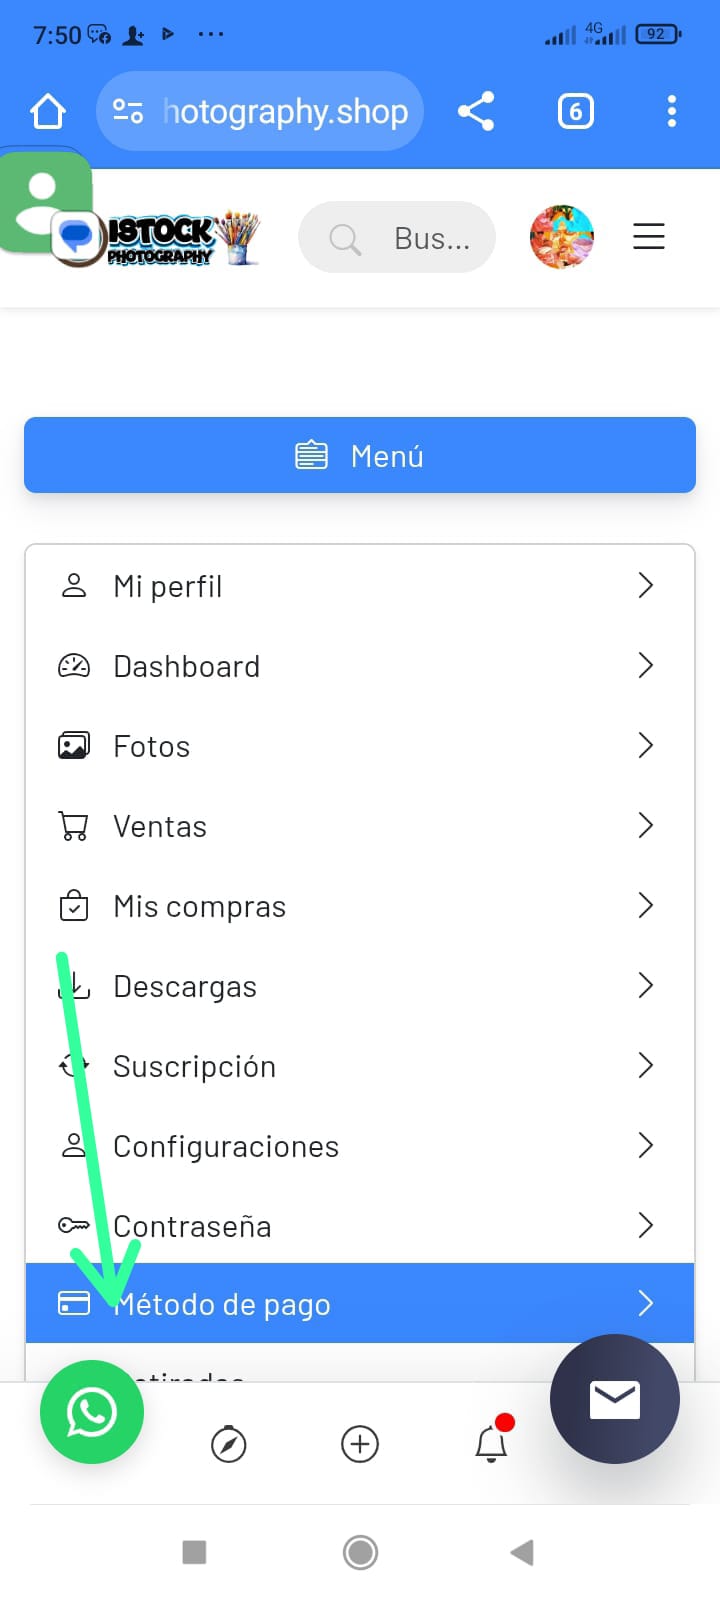 7:50
4G
92
hotography.shop
6
ISTOCK
PHOTOGRAPHY
Bus...
Menú
Mi perfil
Dashboard
Fotos
Ventas
Mis compras
Descargas
Suscripción
Configuraciones
Contraseña
Método de pago